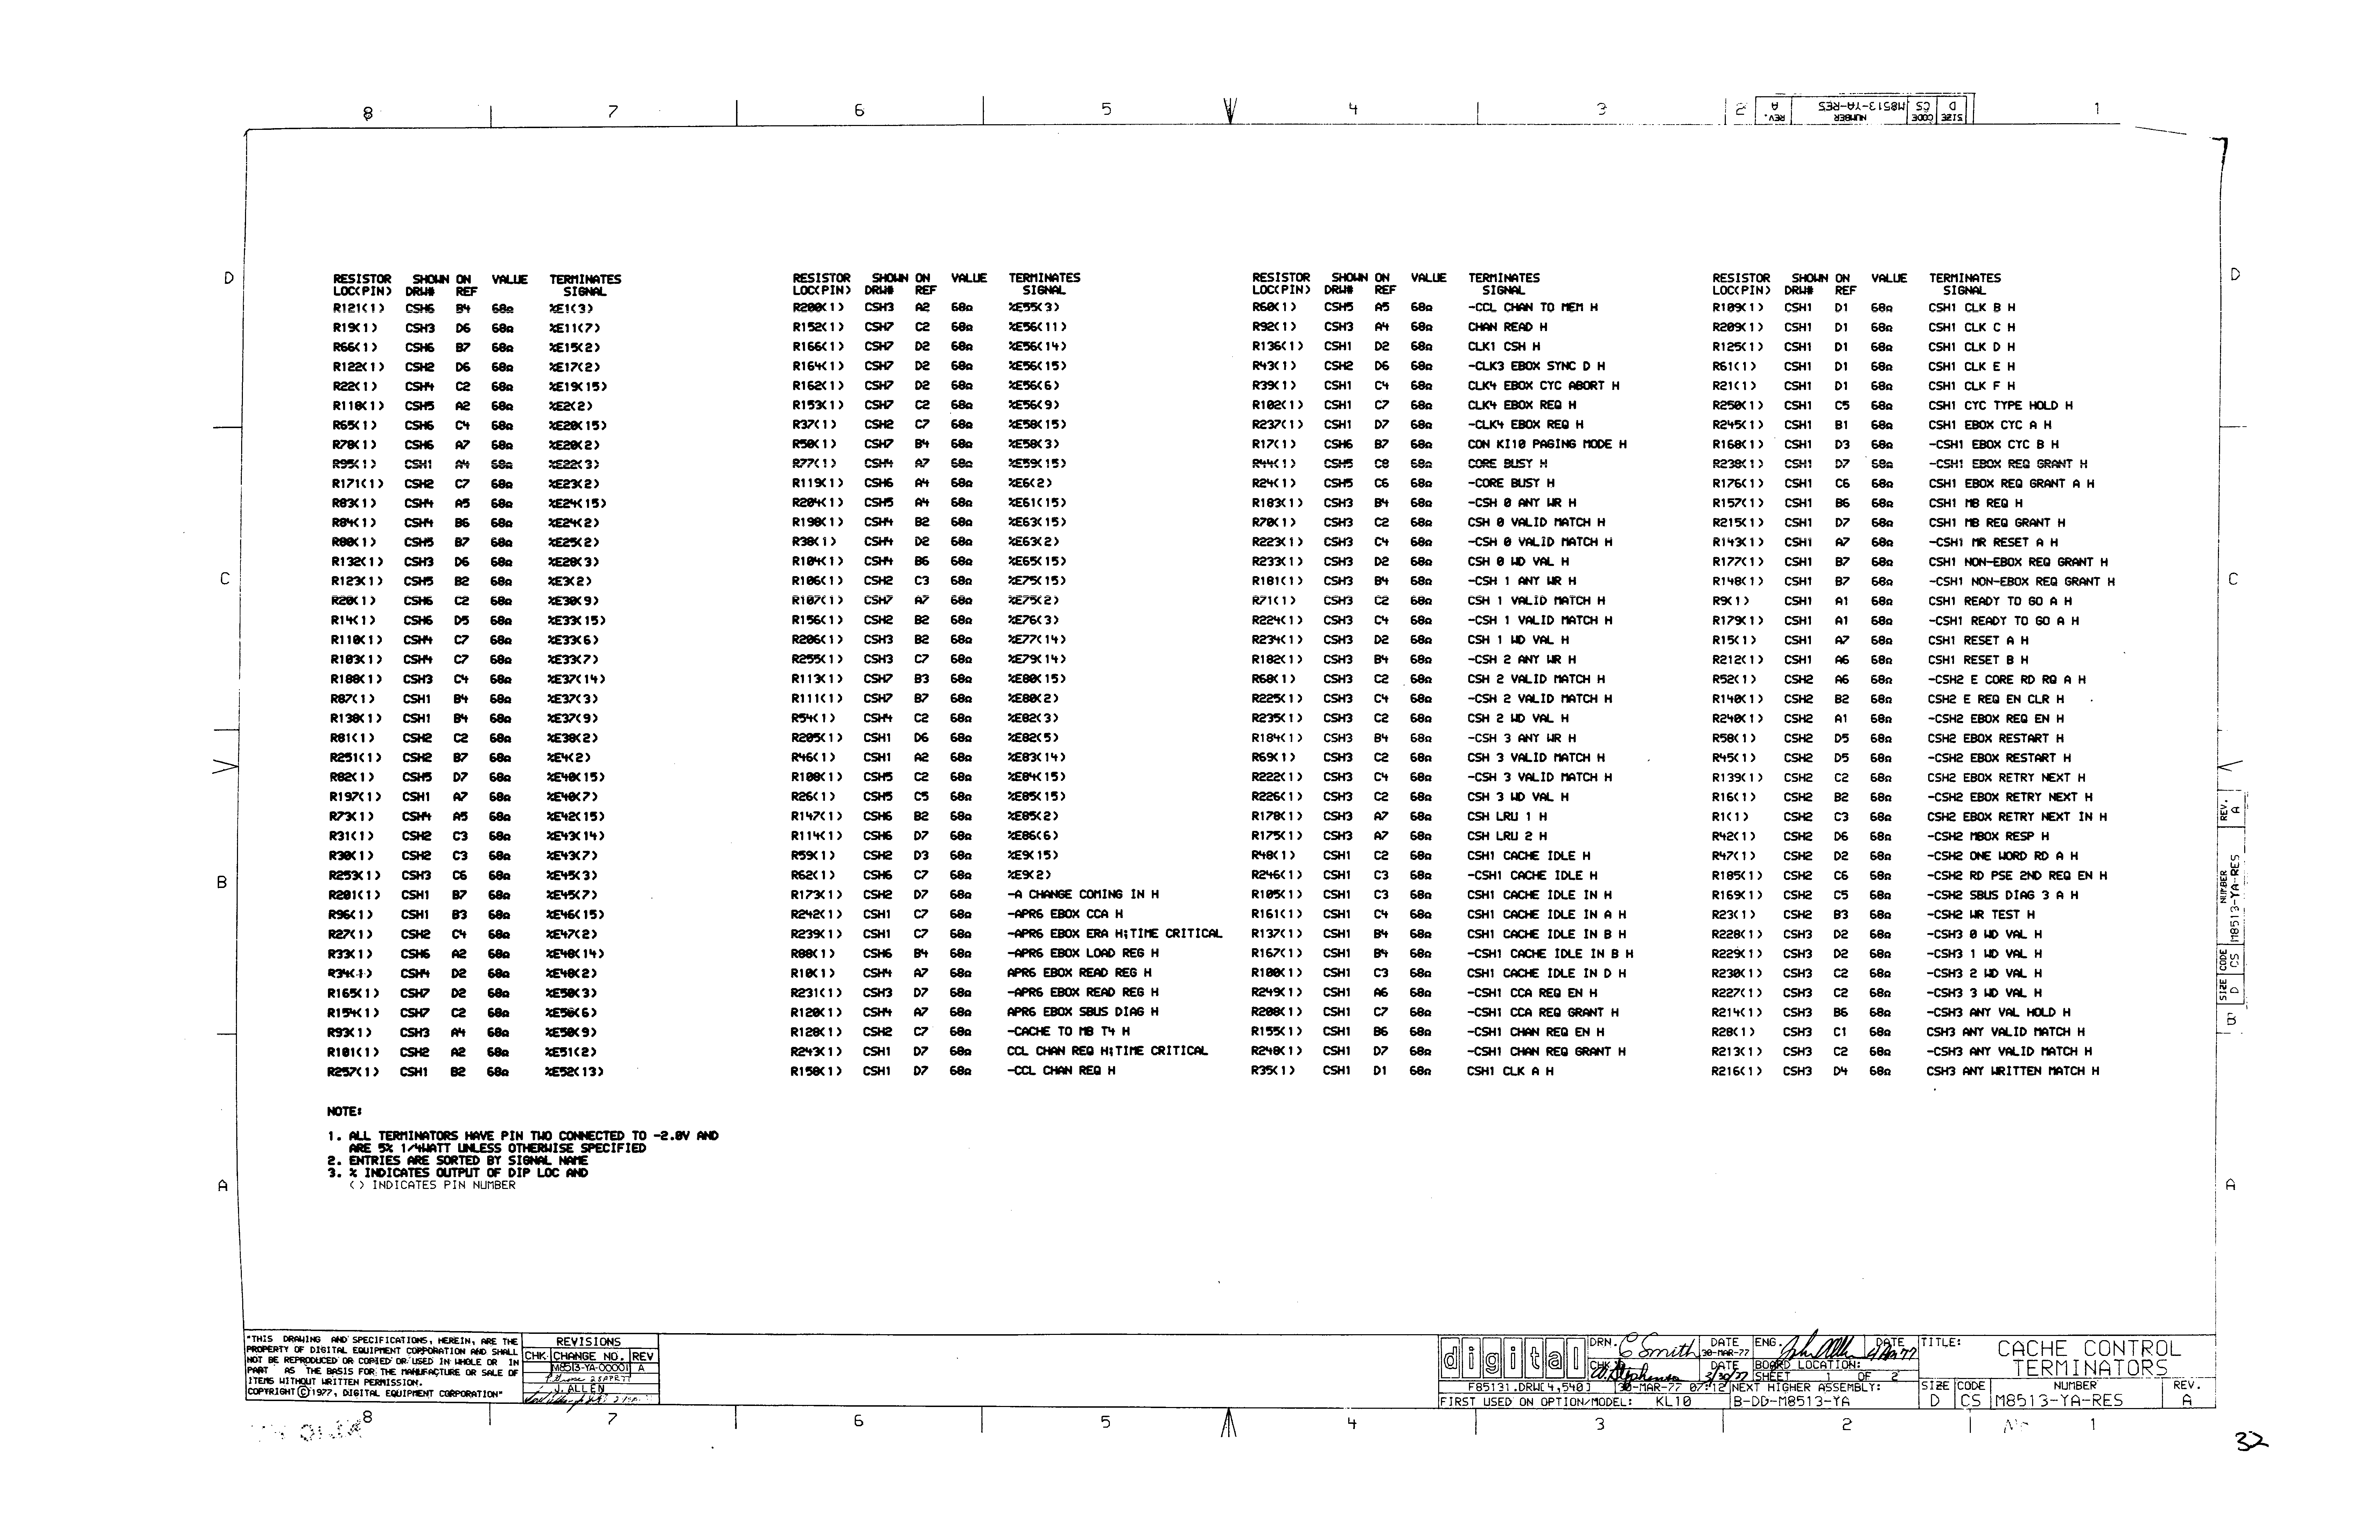 8 7 6 5 4 3 2 1
SIZE CODE NUMBER REV.
D CS M8513-YA-RES A
RESISTOR SHOWN ON VALUE TERMINATES
LOC(PIN) DRW# REF SIGNAL
R121(1) CSH6 B4 68Ω %E1(3)
R19(1) CSH3 D6 68Ω %E11(7)
R66(1) CSH6 B7 68Ω %E15(2)
R122(1) CSH2 D6 68Ω %E17(2)
R22(1) CSH4 C2 68Ω %E19(15)
R118(1) CSH5 A2 68Ω %E2(2)
R65(1) CSH6 C4 68Ω %E20(15)
R78(1) CSH6 A7 68Ω %E20(2)
R95(1) CSH1 A4 68Ω %E22(3)
R171(1) CSH2 C7 68Ω %E23(2)
R83(1) CSH4 A5 68Ω %E24(15)
R84(1) CSH4 B6 68Ω %E24(2)
R80(1) CSH5 B7 68Ω %E25(2)
R132(1) CSH3 D6 68Ω %E28(3)
R123(1) CSH5 B2 68Ω %E3(2)
R20(1) CSH6 C2 68Ω %E30(9)
R14(1) CSH6 D5 68Ω %E33(15)
R110(1) CSH4 C7 68Ω %E33(6)
R103(1) CSH4 C7 68Ω %E33(7)
R188(1) CSH3 C4 68Ω %E37(14)
R87(1) CSH1 B4 68Ω %E37(3)
R138(1) CSH1 B4 68Ω %E37(9)
R81(1) CSH2 C2 68Ω %E38(2)
R251(1) CSH2 B7 68Ω %E4(2)
R82(1) CSH5 D7 68Ω %E40(15)
R197(1) CSH1 A7 68Ω %E40(7)
R73(1) CSH4 A5 68Ω %E42(15)
R31(1) CSH2 C3 68Ω %E43(14)
R30(1) CSH2 C3 68Ω %E43(7)
R253(1) CSH3 C6 68Ω %E45(3)
R201(1) CSH1 B7 68Ω %E45(7)
R96(1) CSH1 B3 68Ω %E46(15)
R27(1) CSH2 C4 68Ω %E47(2)
R33(1) CSH6 A2 68Ω %E48(14)
R34(1) CSH4 D2 68Ω %E48(2)
R165(1) CSH7 D2 68Ω %E50(3)
R154(1) CSH7 C2 68Ω %E50(6)
R93(1) CSH3 A4 68Ω %E50(9)
R101(1) CSH2 A2 68Ω %E51(2)
R257(1) CSH1 B2 68Ω %E52(13)
RESISTOR SHOWN ON VALUE TERMINATES
LOC(PIN) DRW# REF SIGNAL
R200(1) CSH3 A2 68Ω %E55(3)
R152(1) CSH7 C2 68Ω %E56(11)
R166(1) CSH7 D2 68Ω %E56(14)
R164(1) CSH7 D2 68Ω %E56(15)
R162(1) CSH7 D2 68Ω %E56(6)
R153(1) CSH7 C2 68Ω %E56(9)
R37(1) CSH2 C7 68Ω %E58(15)
R50(1) CSH7 B4 68Ω %E58(3)
R77(1) CSH4 A7 68Ω %E59(15)
R119(1) CSH6 A4 68Ω %E6(2)
R204(1) CSH5 A4 68Ω %E61(15)
R198(1) CSH4 B2 68Ω %E63(15)
R38(1) CSH4 D2 68Ω %E63(2)
R104(1) CSH4 B6 68Ω %E65(15)
R106(1) CSH2 C3 68Ω %E75(15)
R107(1) CSH7 A7 68Ω %E75(2)
R156(1) CSH2 B2 68Ω %E76(3)
R206(1) CSH3 B2 68Ω %E77(14)
R255(1) CSH3 C7 68Ω %E79(14)
R113(1) CSH7 B3 68Ω %E80(15)
R111(1) CSH7 B7 68Ω %E80(2)
R54(1) CSH4 C2 68Ω %E82(3)
R205(1) CSH1 D6 68Ω %E82(5)
R46(1) CSH1 A2 68Ω %E83(14)
R108(1) CSH5 C2 68Ω %E84(15)
R26(1) CSH5 C5 68Ω %E85(15)
R147(1) CSH6 B2 68Ω %E85(2)
R114(1) CSH6 D7 68Ω %E86(6)
R59(1) CSH2 D3 68Ω %E9(15)
R62(1) CSH6 C7 68Ω %E9(2)
R173(1) CSH2 D7 68Ω -A CHANGE COMING IN H
R242(1) CSH1 C7 68Ω -APR6 EBOX CCA H
R239(1) CSH1 C7 68Ω -APR6 EBOX ERA H;TIME CRITICAL
R88(1) CSH6 B4 68Ω -APR6 EBOX LOAD REG H
R10(1) CSH4 A7 68Ω APR6 EBOX READ REG H
R231(1) CSH3 D7 68Ω -APR6 EBOX READ REG H
R120(1) CSH4 A7 68Ω APR6 EBOX SBUS DIAG H
R128(1) CSH2 C7 68Ω -CACHE TO MB T4 H
R243(1) CSH1 D7 68Ω CCL CHAN REQ H;TIME CRITICAL
R158(1) CSH1 D7 68Ω -CCL CHAN REQ H
RESISTOR SHOWN ON VALUE TERMINATES
LOC(PIN) DRW# REF SIGNAL
R60(1) CSH5 A5 68Ω -CCL CHAN TO MEM H
R92(1) CSH3 A4 68Ω CHAN READ H
R136(1) CSH1 D2 68Ω CLK1 CSH H
R43(1) CSH2 D6 68Ω -CLK3 EBOX SYNC D H
R39(1) CSH1 C4 68Ω CLK4 EBOX CYC ABORT H
R102(1) CSH1 C7 68Ω CLK4 EBOX REQ H
R237(1) CSH1 D7 68Ω -CLK4 EBOX REQ H
R17(1) CSH6 B7 68Ω CON KI10 PAGING MODE H
R44(1) CSH5 C8 68Ω CORE BUSY H
R24(1) CSH5 C6 68Ω -CORE BUSY H
R183(1) CSH3 B4 68Ω -CSH 0 ANY WR H
R70(1) CSH3 C2 68Ω CSH 0 VALID MATCH H
R223(1) CSH3 C4 68Ω -CSH 0 VALID MATCH H
R233(1) CSH3 D2 68Ω CSH 0 WD VAL H
R181(1) CSH3 B4 68Ω -CSH 1 ANY WR H
R71(1) CSH3 C2 68Ω CSH 1 VALID MATCH H
R224(1) CSH3 C4 68Ω -CSH 1 VALID MATCH H
R234(1) CSH3 D2 68Ω CSH 1 WD VAL H
R182(1) CSH3 B4 68Ω -CSH 2 ANY WR H
R68(1) CSH3 C2 68Ω CSH 2 VALID MATCH H
R225(1) CSH3 C4 68Ω -CSH 2 VALID MATCH H
R235(1) CSH3 C2 68Ω CSH 2 WD VAL H
R184(1) CSH3 B4 68Ω -CSH 3 ANY WR H
R69(1) CSH3 C2 68Ω CSH 3 VALID MATCH H
R222(1) CSH3 C4 68Ω -CSH 3 VALID MATCH H
R226(1) CSH3 C2 68Ω CSH 3 WD VAL H
R178(1) CSH3 A7 68Ω CSH LRU 1 H
R175(1) CSH3 A7 68Ω CSH LRU 2 H
R48(1) CSH1 C2 68Ω CSH1 CACHE IDLE H
R246(1) CSH1 C3 68Ω -CSH1 CACHE IDLE H
R105(1) CSH1 C3 68Ω CSH1 CACHE IDLE IN H
R161(1) CSH1 C4 68Ω CSH1 CACHE IDLE IN A H
R137(1) CSH1 B4 68Ω CSH1 CACHE IDLE IN B H
R167(1) CSH1 B4 68Ω -CSH1 CACHE IDLE IN B H
R100(1) CSH1 C3 68Ω CSH1 CACHE IDLE IN D H
R249(1) CSH1 A6 68Ω -CSH1 CCA REQ EN H
R208(1) CSH1 C7 68Ω -CSH1 CCA REQ GRANT H
R155(1) CSH1 B6 68Ω -CSH1 CHAN REQ EN H
R248(1) CSH1 D7 68Ω -CSH1 CHAN REQ GRANT H
R35(1) CSH1 D1 68Ω CSH1 CLK A H
RESISTOR SHOWN ON VALUE TERMINATES
LOC(PIN) DRW# REF SIGNAL
R109(1) CSH1 D1 68Ω CSH1 CLK B H
R209(1) CSH1 D1 68Ω CSH1 CLK C H
R125(1) CSH1 D1 68Ω CSH1 CLK D H
R61(1) CSH1 D1 68Ω CSH1 CLK E H
R21(1) CSH1 D1 68Ω CSH1 CLK F H
R250(1) CSH1 C5 68Ω CSH1 CYC TYPE HOLD H
R245(1) CSH1 B1 68Ω CSH1 EBOX CYC A H
R168(1) CSH1 D3 68Ω -CSH1 EBOX CYC B H
R238(1) CSH1 D7 68Ω -CSH1 EBOX REQ GRANT H
R176(1) CSH1 C6 68Ω CSH1 EBOX REQ GRANT A H
R157(1) CSH1 B6 68Ω CSH1 MB REQ H
R215(1) CSH1 D7 68Ω CSH1 MB REQ GRANT H
R143(1) CSH1 A7 68Ω -CSH1 MR RESET A H
R177(1) CSH1 B7 68Ω CSH1 NON-EBOX REQ GRANT H
R148(1) CSH1 B7 68Ω -CSH1 NON-EBOX REQ GRANT H
R9(1) CSH1 A1 68Ω CSH1 READY TO GO A H
R179(1) CSH1 A1 68Ω -CSH1 READY TO GO A H
R15(1) CSH1 A7 68Ω CSH1 RESET A H
R212(1) CSH1 A6 68Ω CSH1 RESET B H
R52(1) CSH2 A6 68Ω -CSH2 E CORE RD RQ A H
R140(1) CSH2 B2 68Ω CSH2 E REQ EN CLR H
R240(1) CSH2 A1 68Ω -CSH2 EBOX REQ EN H
R58(1) CSH2 D5 68Ω CSH2 EBOX RESTART H
R45(1) CSH2 D5 68Ω -CSH2 EBOX RESTART H
R139(1) CSH2 C2 68Ω CSH2 EBOX RETRY NEXT H
R16(1) CSH2 B2 68Ω -CSH2 EBOX RETRY NEXT H
R1(1) CSH2 C3 68Ω CSH2 EBOX RETRY NEXT IN H
R42(1) CSH2 D6 68Ω -CSH2 MBOX RESP H
R47(1) CSH2 D2 68Ω -CSH2 ONE WORD RD A H
R185(1) CSH2 C6 68Ω -CSH2 RD PSE 2ND REQ EN H
R169(1) CSH2 C5 68Ω -CSH2 SBUS DIAG 3 A H
R23(1) CSH2 B3 68Ω -CSH2 WR TEST H
R228(1) CSH3 D2 68Ω -CSH3 0 WD VAL H
R229(1) CSH3 D2 68Ω -CSH3 1 WD VAL H
R230(1) CSH3 C2 68Ω -CSH3 2 WD VAL H
R227(1) CSH3 C2 68Ω -CSH3 3 WD VAL H
R214(1) CSH3 B6 68Ω -CSH3 ANY VAL HOLD H
R28(1) CSH3 C1 68Ω CSH3 ANY VALID MATCH H
R213(1) CSH3 C2 68Ω -CSH3 ANY VALID MATCH H
R216(1) CSH3 D4 68Ω CSH3 ANY WRITTEN MATCH H
D D
C C
B B
A A
SIZE CODE NUMBER REV.
D CS M8513-YA-RES A
NOTE:
1. ALL TERMINATORS HAVE PIN TWO CONNECTED TO -2.0V AND
ARE 5% 1/4WATT UNLESS OTHERWISE SPECIFIED
2. ENTRIES ARE SORTED BY SIGNAL NAME
3. % INDICATES OUTPUT OF DIP LOC AND
() INDICATES PIN NUMBER
"THIS DRAWING AND SPECIFICATIONS, HEREIN, ARE THE
PROPERTY OF DIGITAL EQUIPMENT CORPORATION AND SHALL
NOT BE REPRODUCED OR COPIED OR USED IN WHOLE OR IN
PART AS THE BASIS FOR THE MANUFACTURE OR SALE OF
ITEMS WITHOUT WRITTEN PERMISSION.
COPYRIGHT © 1977, DIGITAL EQUIPMENT CORPORATION"
REVISIONS
CHK CHANGE NO. REV
M8513-YA-00001 A
J. ALLEN
digital
DRN. C Smith DATE 30-MAR-77 ENG. John Allen DATE 4 Apr 77
CHK. W. Stephenson DATE 3/30/77 BOARD LOCATION:
SHEET 1 OF 2
F85131.DRW[4,540] 30-MAR-77 07:12 NEXT HIGHER ASSEMBLY:
FIRST USED ON OPTION/MODEL: KL10 B-DD-M8513-YA
TITLE: CACHE CONTROL
TERMINATORS
SIZE CODE NUMBER REV.
D CS M8513-YA-RES A
8 7 6 5 4 3 2 1
32